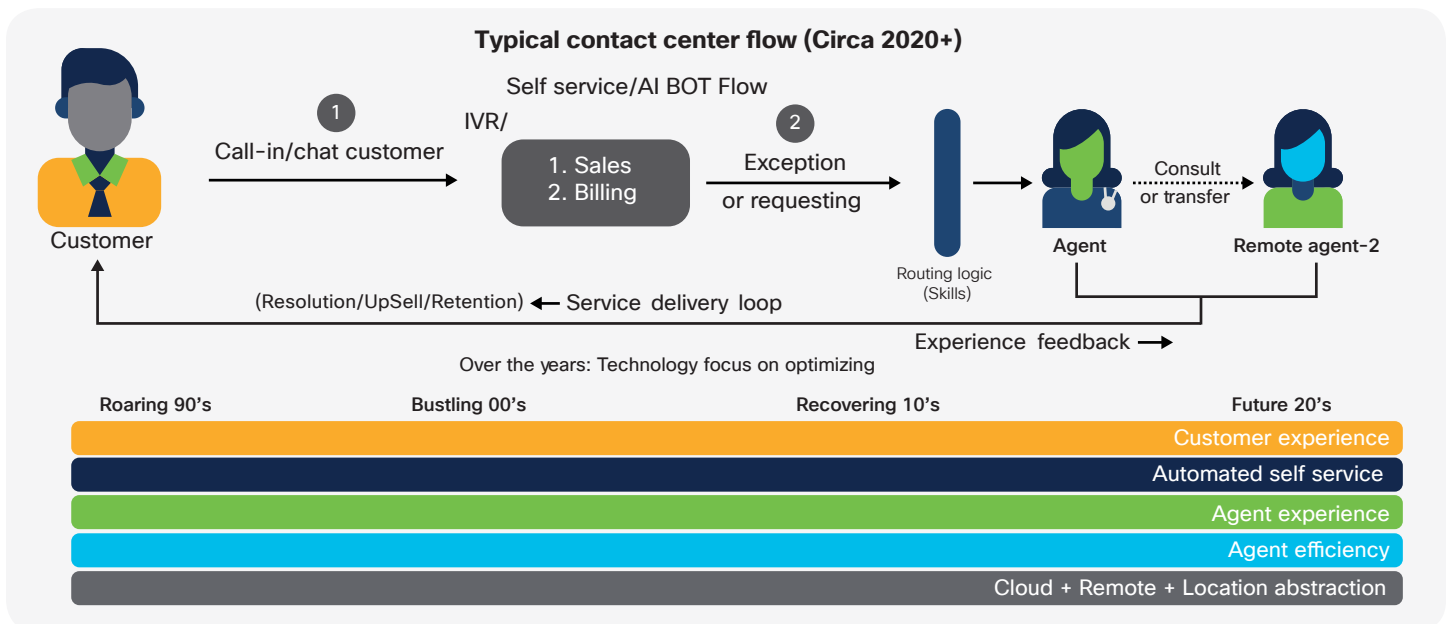 Typical contact center flow (Circa 2020+)
Self service/AI BOT Flow
IVR/
1
Call-in/chat customer
1. Sales
2. Billing
2
Exception
or requesting
Consult
or transfer
Customer
Agent
Remote agent-2
Routing logic
(Skills)
(Resolution/UpSell/Retention)
Service delivery loop
Experience feedback
Over the years: Technology focus on optimizing
Roaring 90's
Bustling 00's
Recovering 10's
Future 20's
Customer experience
Automated self service
Agent experience
Agent efficiency
Cloud + Remote + Location abstraction